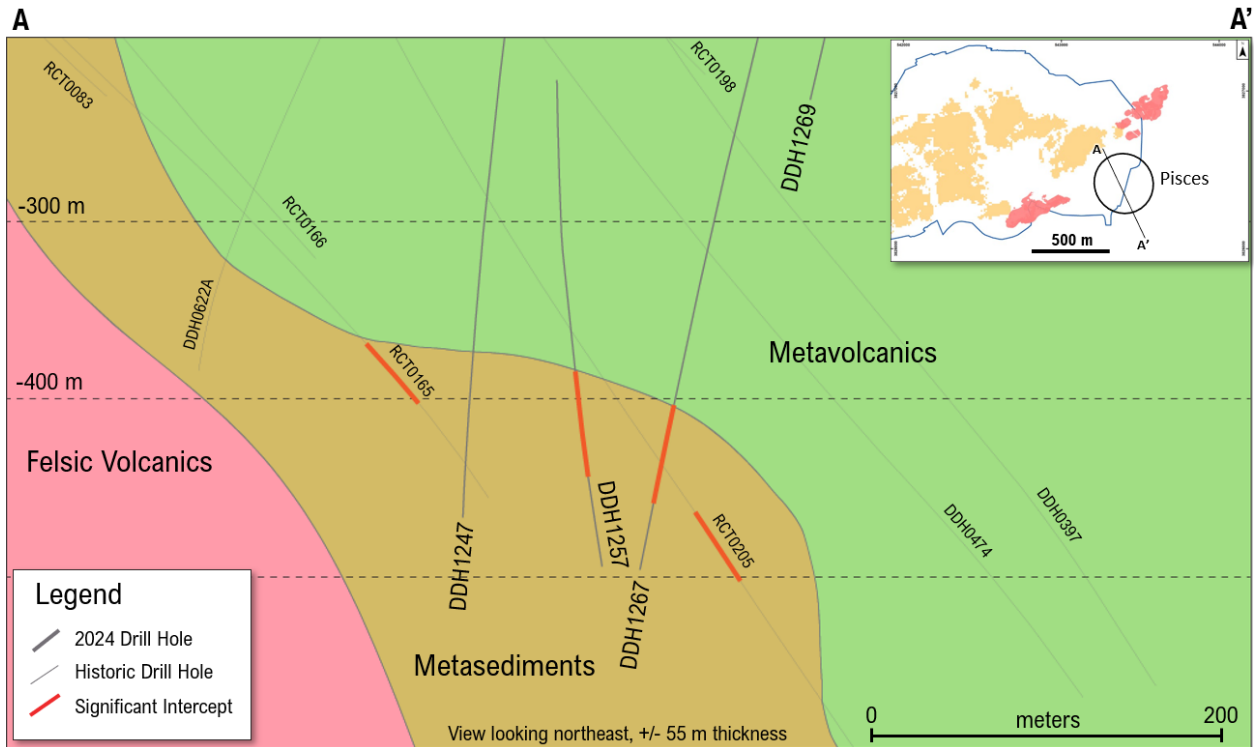 A
A'
RCT0083
RCT0198
DDH1269
A
Pisces
A'
500 m
-300 m
RCT0166
DDH0622A
Metavolcanics
RCT0165
-400 m
Felsic Volcanics
DDH1247
DDH1257
DDH1267
RCT0205
DDH0474
DDH0397
Legend
2024 Drill Hole
Historic Drill Hole
Significant Intercept
Metasediments
View looking northeast, +/- 55 m thickness
0 meters 200